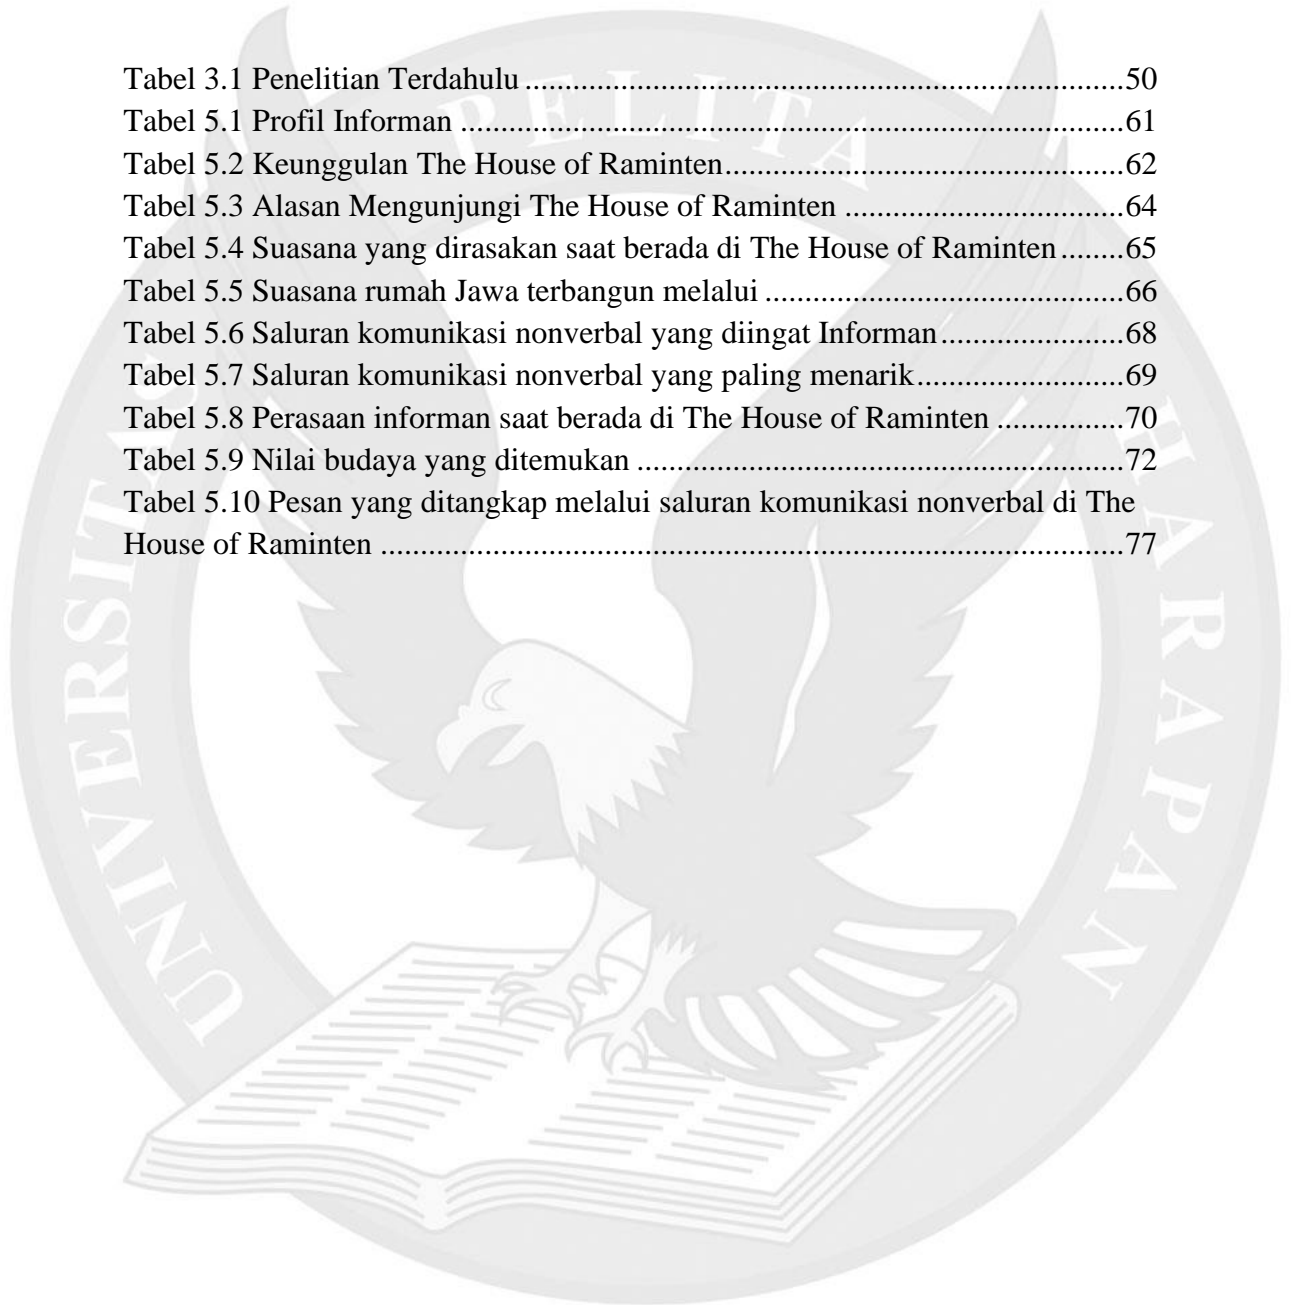 Tabel 3.1 Penelitian Terdahulu ...............................................................50
Tabel 5.1 Profil Informan ......................................................................61
Tabel 5.2 Keunggulan The House of Raminten..........................................62
Tabel 5.3 Alasan Mengunjungi The House of Raminten .............................64
Tabel 5.4 Suasana yang dirasakan saat berada di The House of Raminten ........65
Tabel 5.5 Suasana rumah Jawa terbangun melalui ......................................66
Tabel 5.6 Saluran komunikasi nonverbal yang diingat Informan....................68
Tabel 5.7 Saluran komunikasi nonverbal yang paling menarik......................69
Tabel 5.8 Perasaan informan saat berada di The House of Raminten ...............70
Tabel 5.9 Nilai budaya yang ditemukan ...................................................72
Tabel 5.10 Pesan yang ditangkap melalui saluran komunikasi nonverbal di The
House of Raminten ..............................................................................77
UNIVERSITAS PELITA HARAPAN